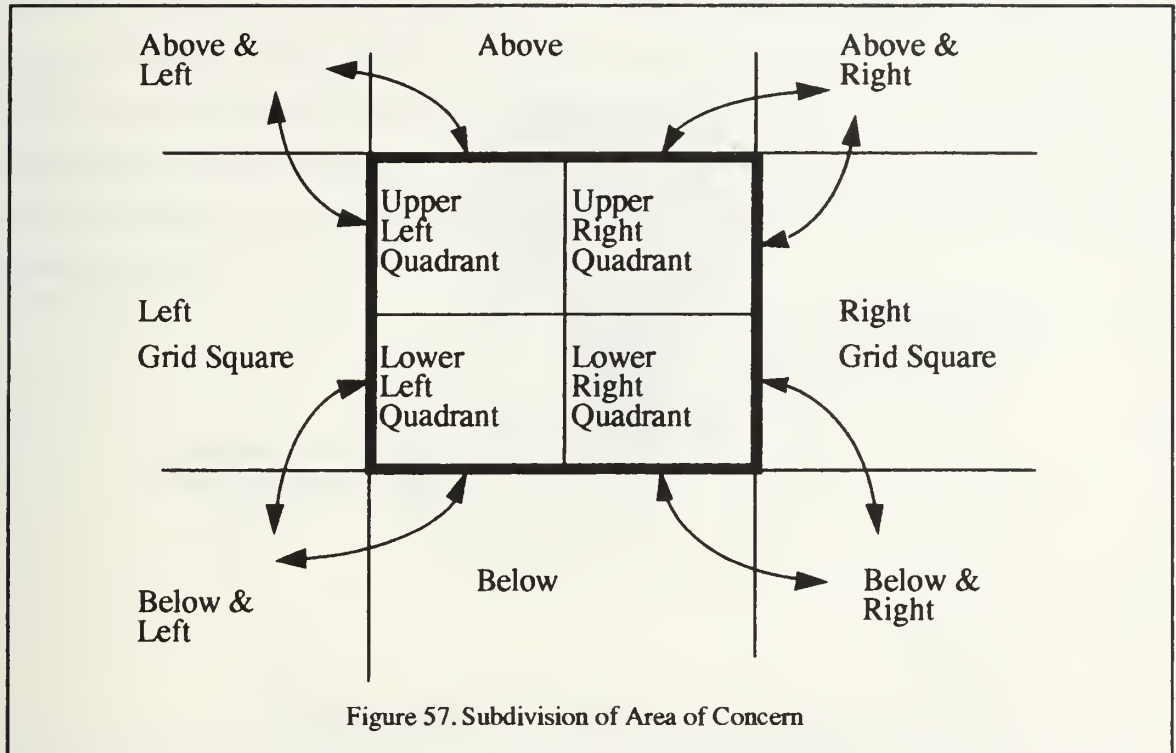 Above &
Left
Above
Above &
Right
Upper
Left
Quadrant
Upper
Right
Quadrant
Left
Grid Square
Right
Grid Square
Lower
Left
Quadrant
Lower
Right
Quadrant
Below &
Left
Below
Below &
Right
Figure 57. Subdivision of Area of Concern